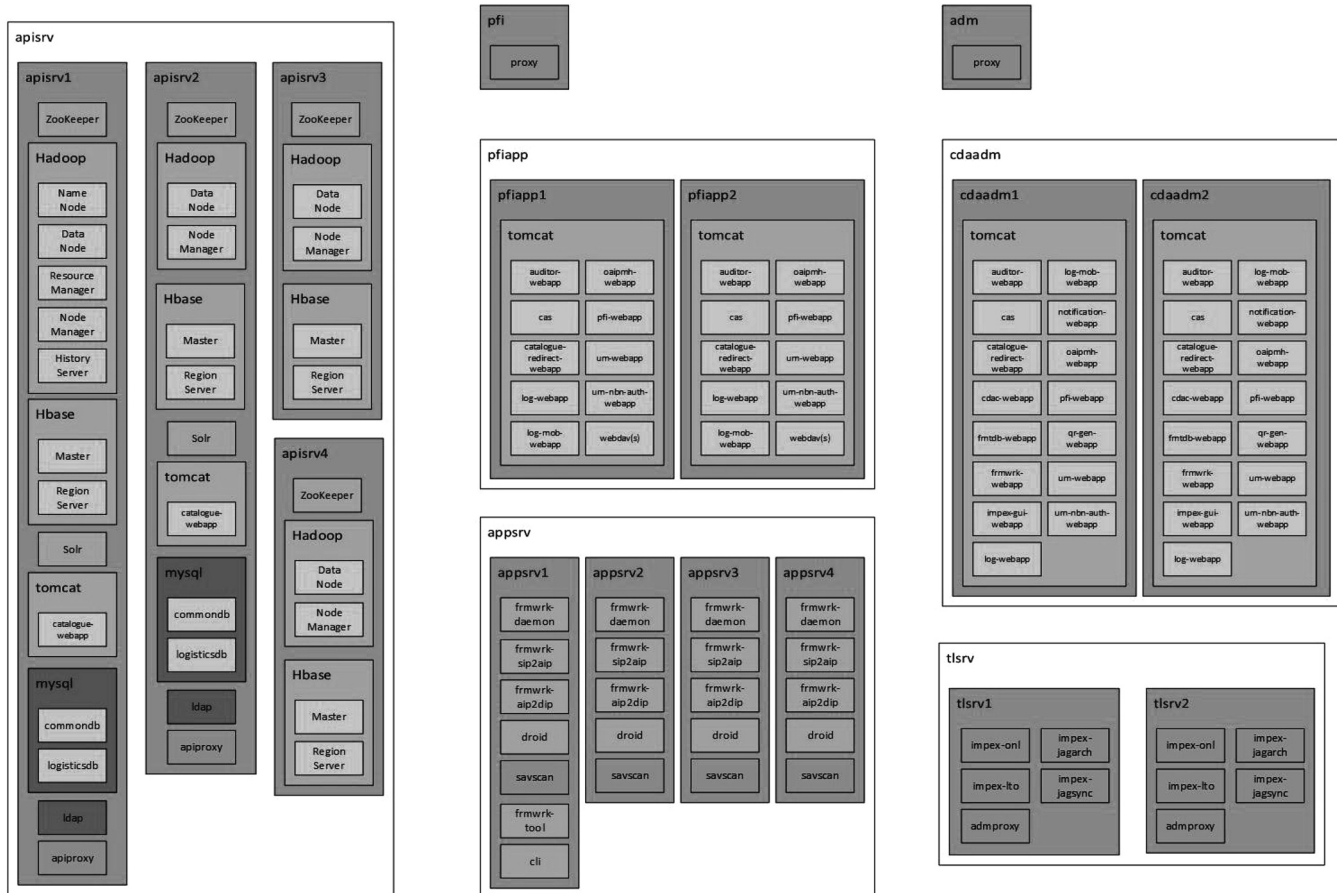 apisrv
apisrv1
ZooKeeper
Hadoop
Name
Node
Data
Node
Resource
Manager
Node
Manager
History
Server
Hbase
Master
Region
Server
Solr
tomcat
catalogue-
webapp
mysql
commondb
logisticsdb
ldap
apiproxy
apisrv2
ZooKeeper
Hadoop
Data
Node
Node
Manager
Hbase
Master
Region
Server
Solr
tomcat
catalogue-
webapp
mysql
commondb
logisticsdb
ldap
apiproxy
apisrv3
ZooKeeper
Hadoop
Data
Node
Node
Manager
Hbase
Master
Region
Server
apisrv4
ZooKeeper
Hadoop
Data
Node
Node
Manager
Hbase
Master
Region
Server
pfi
proxy
pfiapp
pfiapp1
tomcat
auditor-
webapp
oaipmh-
webapp
cas
pfi-webapp
catalogue-
redirect-
webapp
um-webapp
log-webapp
urn-nbn-auth-
webapp
log-mob-
webapp
webdav(s)
pfiapp2
tomcat
auditor-
webapp
oaipmh-
webapp
cas
pfi-webapp
catalogue-
redirect-
webapp
um-webapp
log-webapp
urn-nbn-auth-
webapp
log-mob-
webapp
webdav(s)
appsrv
appsrv1
frmwrk-
daemon
frmwrk-
sip2aip
frmwrk-
aip2dip
droid
savscan
frmwrk-
tool
cli
appsrv2
frmwrk-
daemon
frmwrk-
sip2aip
frmwrk-
aip2dip
droid
savscan
appsrv3
frmwrk-
daemon
frmwrk-
sip2aip
frmwrk-
aip2dip
droid
savscan
appsrv4
frmwrk-
daemon
frmwrk-
sip2aip
frmwrk-
aip2dip
droid
savscan
adm
proxy
cdaadm
cdaadm1
tomcat
auditor-
webapp
log-mob-
webapp
cas
notification-
webapp
catalogue-
redirect-
webapp
oaipmh-
webapp
cdac-webapp
pfi-webapp
fmtdb-webapp
qr-gen-
webapp
frmwrk-
webapp
um-webapp
impex-gui-
webapp
urn-nbn-auth-
webapp
log-webapp
cdaadm2
tomcat
auditor-
webapp
log-mob-
webapp
cas
notification-
webapp
catalogue-
redirect-
webapp
oaipmh-
webapp
cdac-webapp
pfi-webapp
fmtdb-webapp
qr-gen-
webapp
frmwrk-
webapp
um-webapp
impex-gui-
webapp
urn-nbn-auth-
webapp
log-webapp
tlsrv
tlsrv1
impex-onl
impex-
jagarch
impex-lto
impex-
jagsync
admproxy
tlsrv2
impex-onl
impex-
jagarch
impex-lto
impex-
jagsync
admproxy